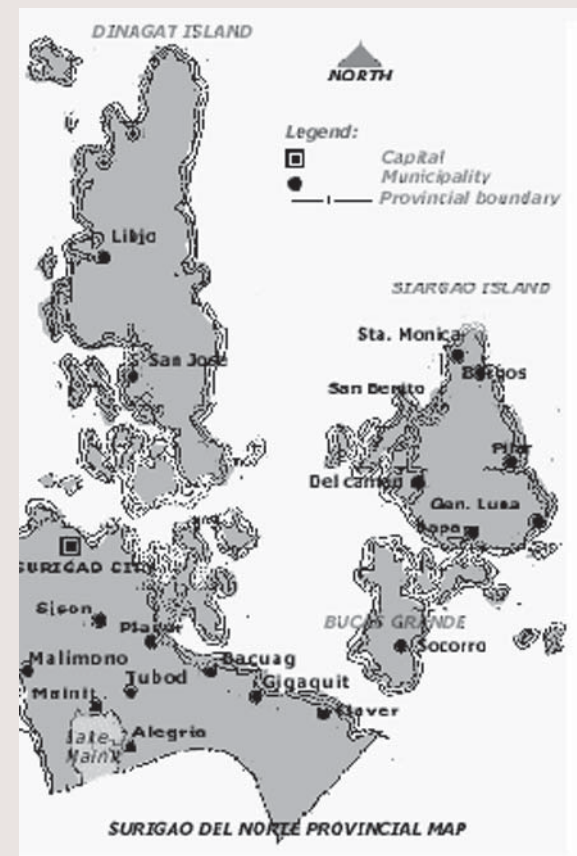 DINAGAT ISLAND
NORTH
Legend:
Capital
Municipality
Provincial boundary
Libjo
SIARGAO ISLAND
Sta. Monica
San Jose
Burgos
San Benito
Pilar
Del carmen
Gen. Luna
SURIGAO CITY
Sison
BUCAS GRANDE
Placer
Socorro
Malimono
Bacuag
Tubod
Gigaquit
Mainit
Claver
Alegria
Lake
Mainit
SURIGAO DEL NORTE PROVINCIAL MAP